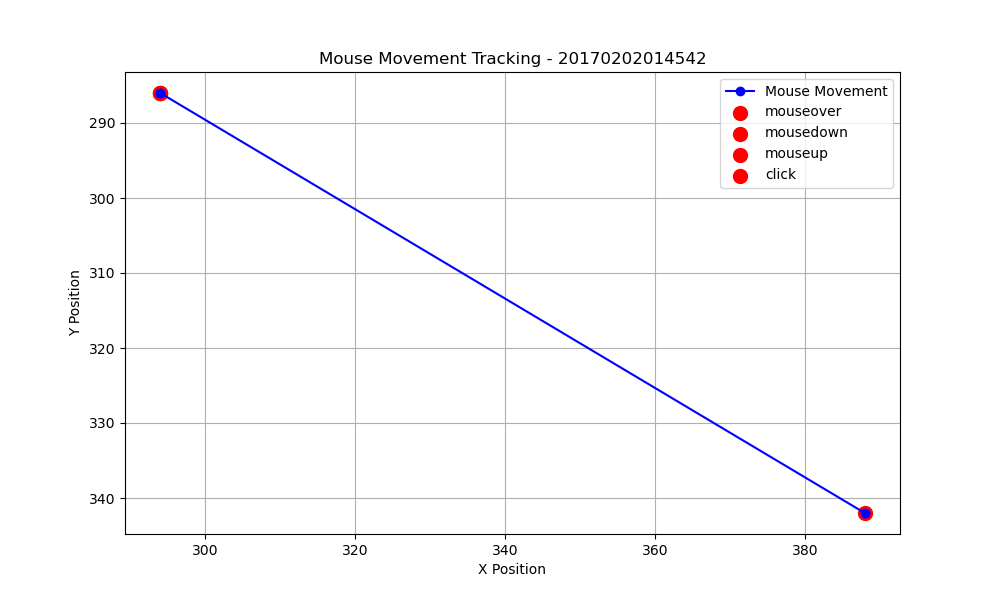 Mouse Movement Tracking - 20170202014542
Mouse Movement
mouseover
mousedown
mouseup
click
Y Position
290
300
310
320
330
340
300
320
340
360
380
X Position